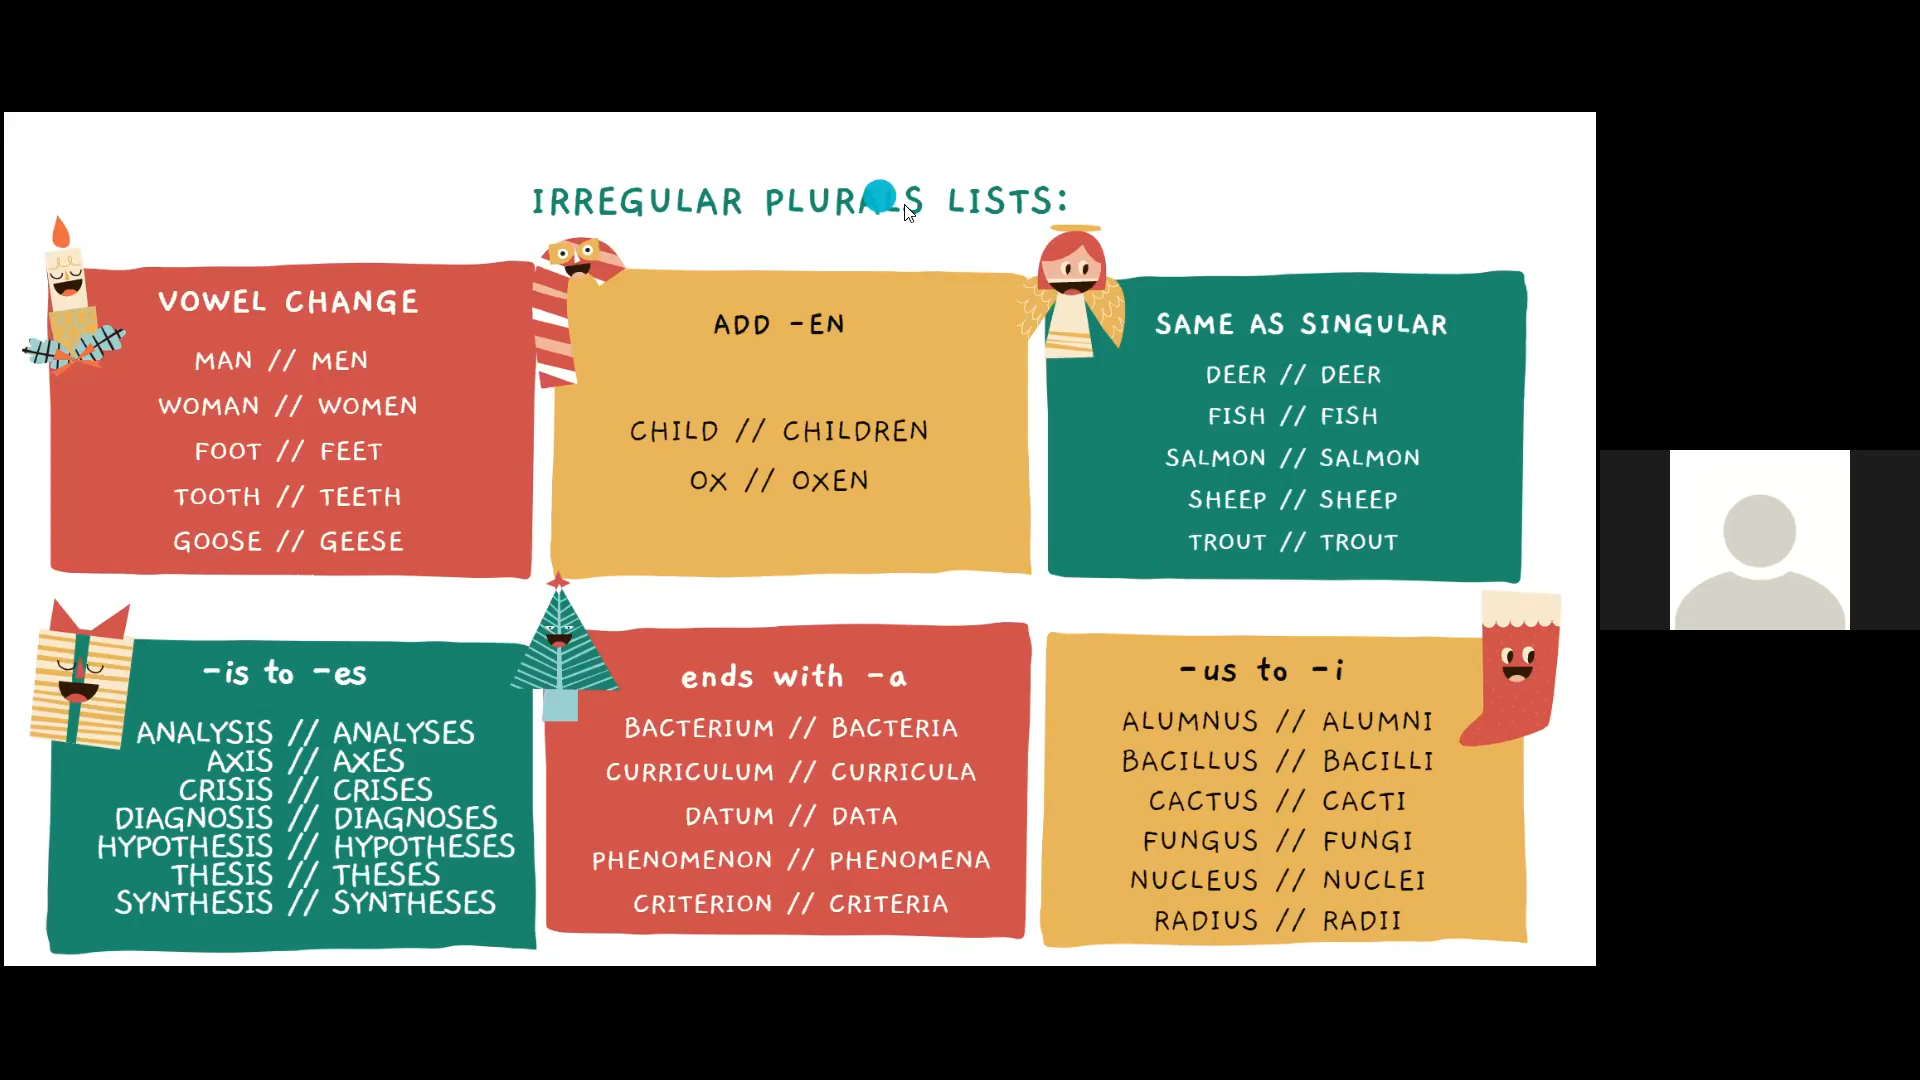 IRREGULAR PLURALS LISTS:
VOWEL CHANGE
MAN // MEN
WOMAN // WOMEN
FOOT // FEET
TOOTH // TEETH
GOOSE // GEESE
ADD -EN
CHILD // CHILDREN
OX // OXEN
SAME AS SINGULAR
DEER // DEER
FISH // FISH
SALMON // SALMON
SHEEP // SHEEP
TROUT // TROUT
-is to -es
ANALYSIS // ANALYSES
AXIS // AXES
CRISIS // CRISES
DIAGNOSIS // DIAGNOSES
HYPOTHESIS // HYPOTHESES
THESIS // THESES
SYNTHESIS // SYNTHESES
ends with -a
BACTERIUM // BACTERIA
CURRICULUM // CURRICULA
DATUM // DATA
PHENOMENON // PHENOMENA
CRITERION // CRITERIA
-us to -i
ALUMNUS // ALUMNI
BACILLUS // BACILLI
CACTUS // CACTI
FUNGUS // FUNGI
NUCLEUS // NUCLEI
RADIUS // RADII